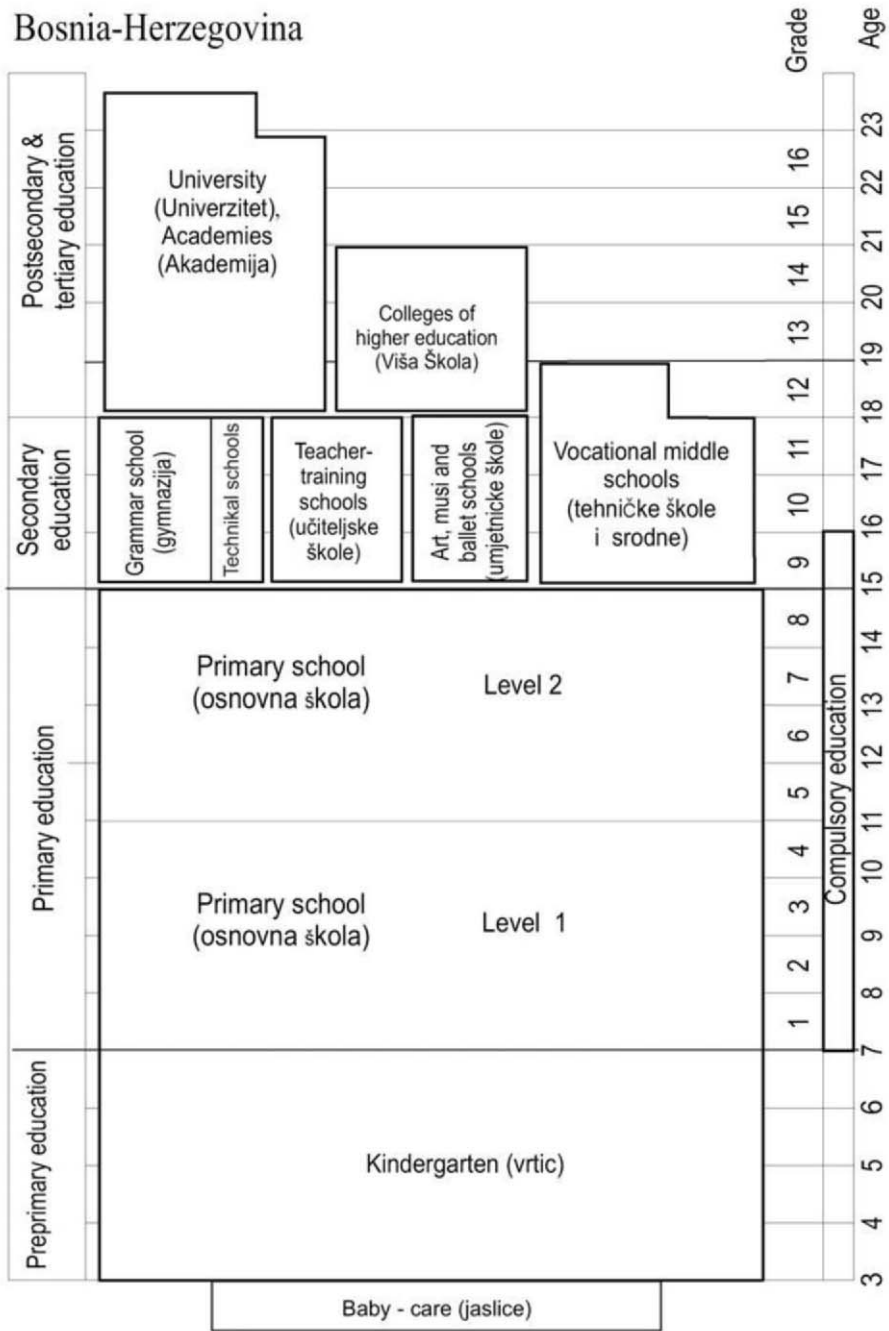 Bosnia-Herzegovina
Grade
Age
Postsecondary &
tertiary education
Secondary
education
Primary education
Preprimary education
University
(Univerzitet),
Academies
(Akademija)
Colleges of
higher education
(Viša Škola)
Grammar school
(gymnazija)
Technikal schools
Teacher-
training
schools
(učiteljske
škole)
Art, musi and
ballet schools
(umjetnicke škole)
Vocational middle
schools
(tehničke škole
i srodne)
Primary school
(osnovna škola)
Level 2
Primary school
(osnovna škola)
Level 1
Kindergarten (vrtic)
Baby - care (jaslice)
16
15
14
13
12
11
10
9
8
7
6
5
4
3
2
1
Compulsory education
23
22
21
20
19
18
17
16
15
14
13
12
11
10
9
8
7
6
5
4
3